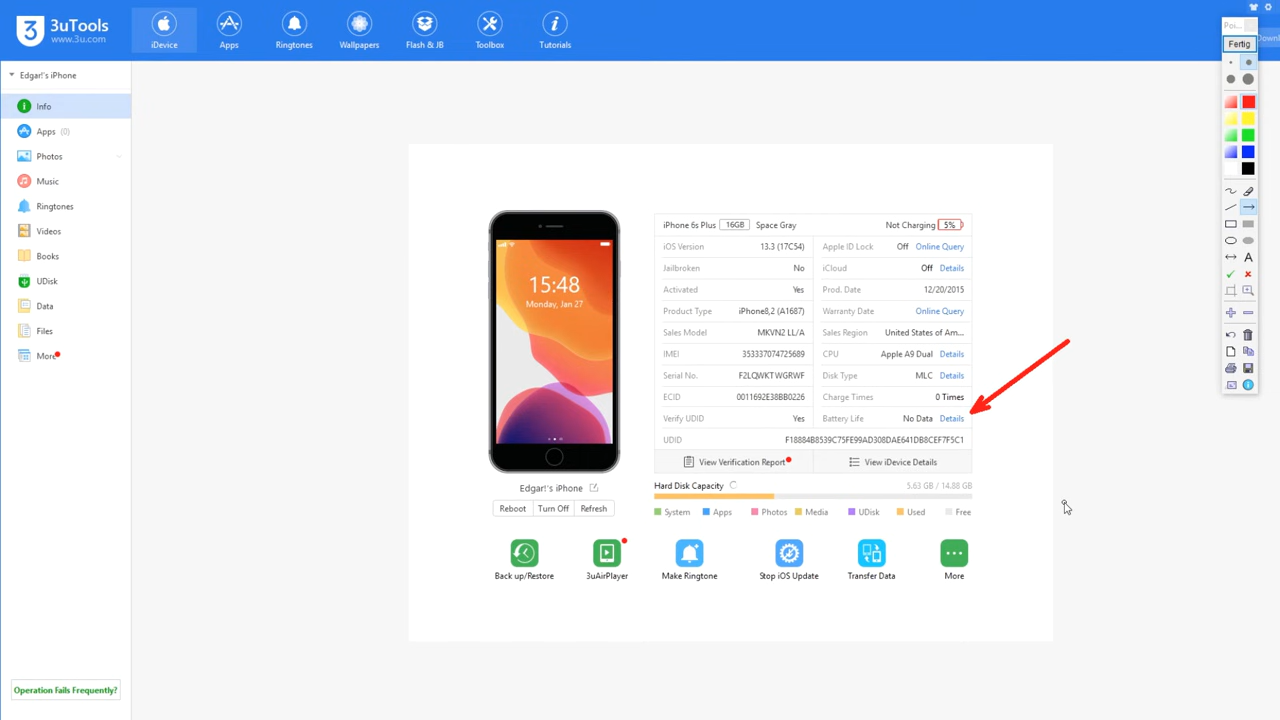 3uTools
www.3u.com
iDevice
Apps
Ringtones
Wallpapers
Flash & JB
Toolbox
Tutorials
Fertig
Edgar!'s iPhone
Info
Apps (0)
Photos
Music
Ringtones
Videos
Books
UDisk
Data
Files
More
Operation Fails Frequently?
15:48
Monday, Jan 27
Edgar!'s iPhone
Reboot
Turn Off
Refresh
iPhone 6s Plus 16GB Space Gray Not Charging 5%
iOS Version 13.3 (17C54) Apple ID Lock Off Online Query
Jailbroken No iCloud Off Details
Activated Yes Prod. Date 12/20/2015
Product Type iPhone8,2 (A1687) Warranty Date Online Query
Sales Model MKVN2 LL/A Sales Region United States of Am...
IMEI 353337074725689 CPU Apple A9 Dual Details
Serial No. F2LQWKTWGRWF Disk Type MLC Details
ECID 0011692E38BB0226 Charge Times 0 Times
Verify UDID Yes Battery Life No Data Details
UDID F18884B8539C75FE99AD308DAE641DB8CEF7F5C1
View Verification Report View iDevice Details
Hard Disk Capacity 5.63 GB / 14.88 GB
System Apps Photos Media UDisk Used Free
Back up/Restore
3uAirPlayer
Make Ringtone
Stop iOS Update
Transfer Data
More